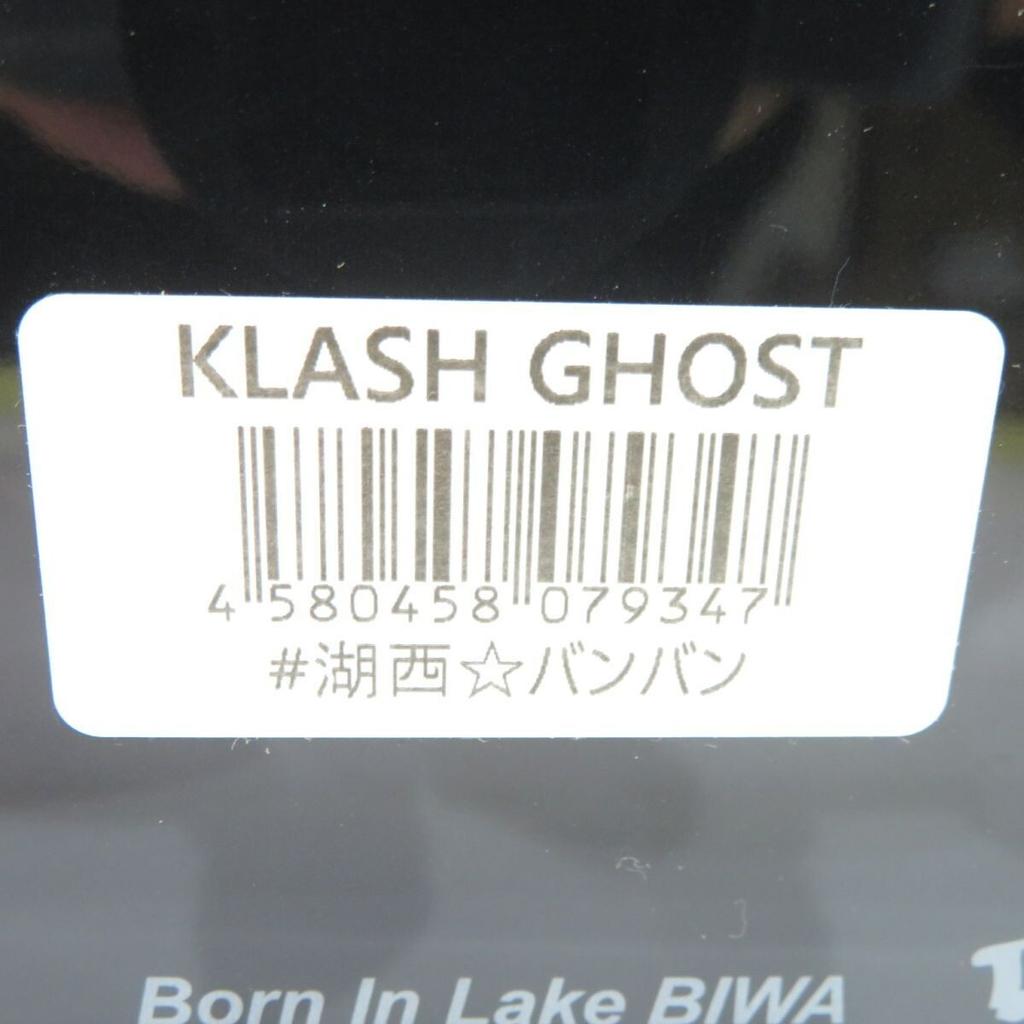 KLASH GHOST
4 580458 079347
#湖西☆バンバン
Born In Lake BIWA